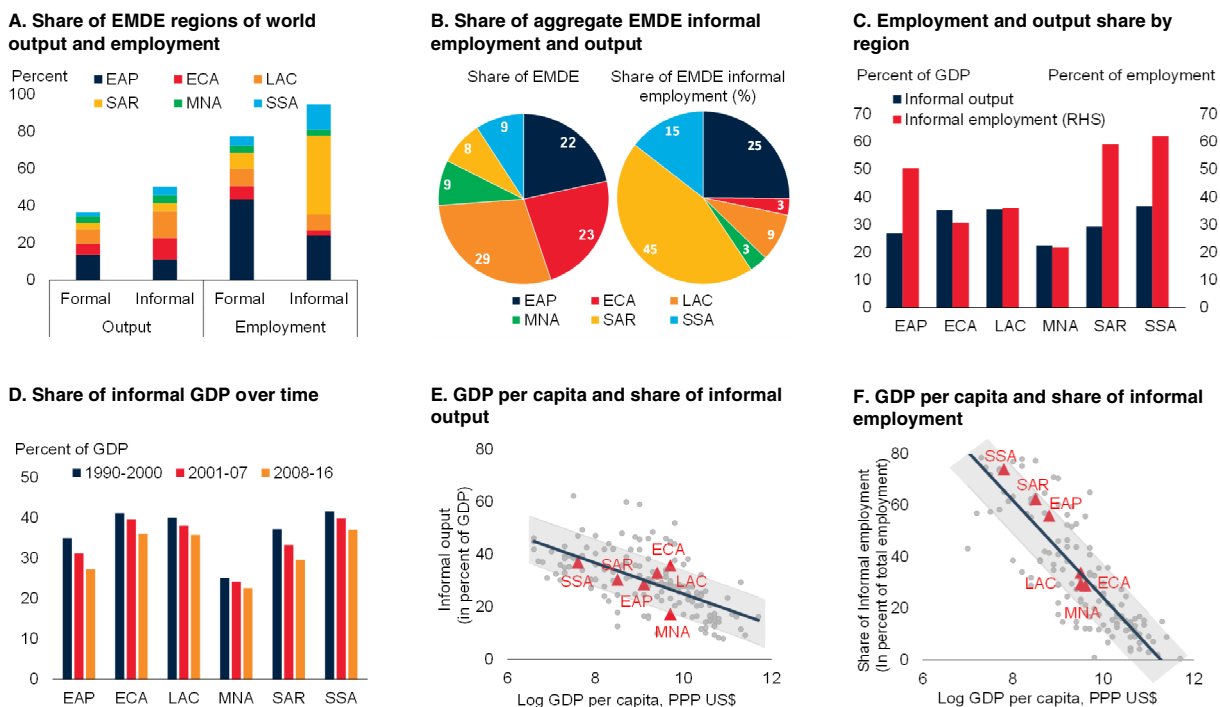 A. Share of EMDE regions of world
output and employment
Percent
EAP ECA LAC
SAR MNA SSA
100
80
60
40
20
0
Formal Informal Formal Informal
Output Employment
B. Share of aggregate EMDE informal
employment and output
Share of EMDE
Share of EMDE informal
employment (%)
22
23
29
9
8
9
25
3
9
3
45
15
EAP ECA LAC
MNA SAR SSA
C. Employment and output share by
region
Percent of GDP Percent of employment
Informal output
Informal employment (RHS)
70 70
60 60
50 50
40 40
30 30
20 20
10 10
0 0
EAP ECA LAC MNA SAR SSA
D. Share of informal GDP over time
Percent of GDP
1990-2000 2001-07 2008-16
50
40
30
20
10
0
EAP ECA LAC MNA SAR SSA
E. GDP per capita and share of informal
output
Informal ouput
(in percent of GDP)
80
60
40
20
0
ECA
SAR
SSA
LAC
EAP
MNA
6 8 10 12
Log GDP per capita, PPP US$
F. GDP per capita and share of informal
employment
Share of Informal employment
(In percent of total employment)
80
60
40
20
0
SSA
SAR
EAP
LAC
ECA
MNA
6 8 10 12
Log GDP per capita, PPP US$